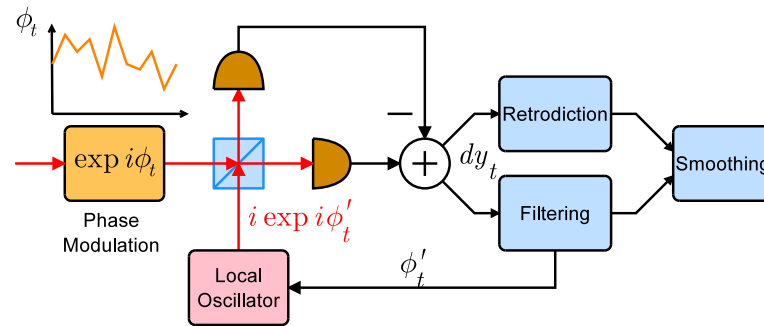 ϕ_t
−
exp iϕ_t
Phase
Modulation
i exp iϕ′_t
+
dy_t
Retrodiction
Smoothing
Filtering
Local
Oscillator
ϕ′_t